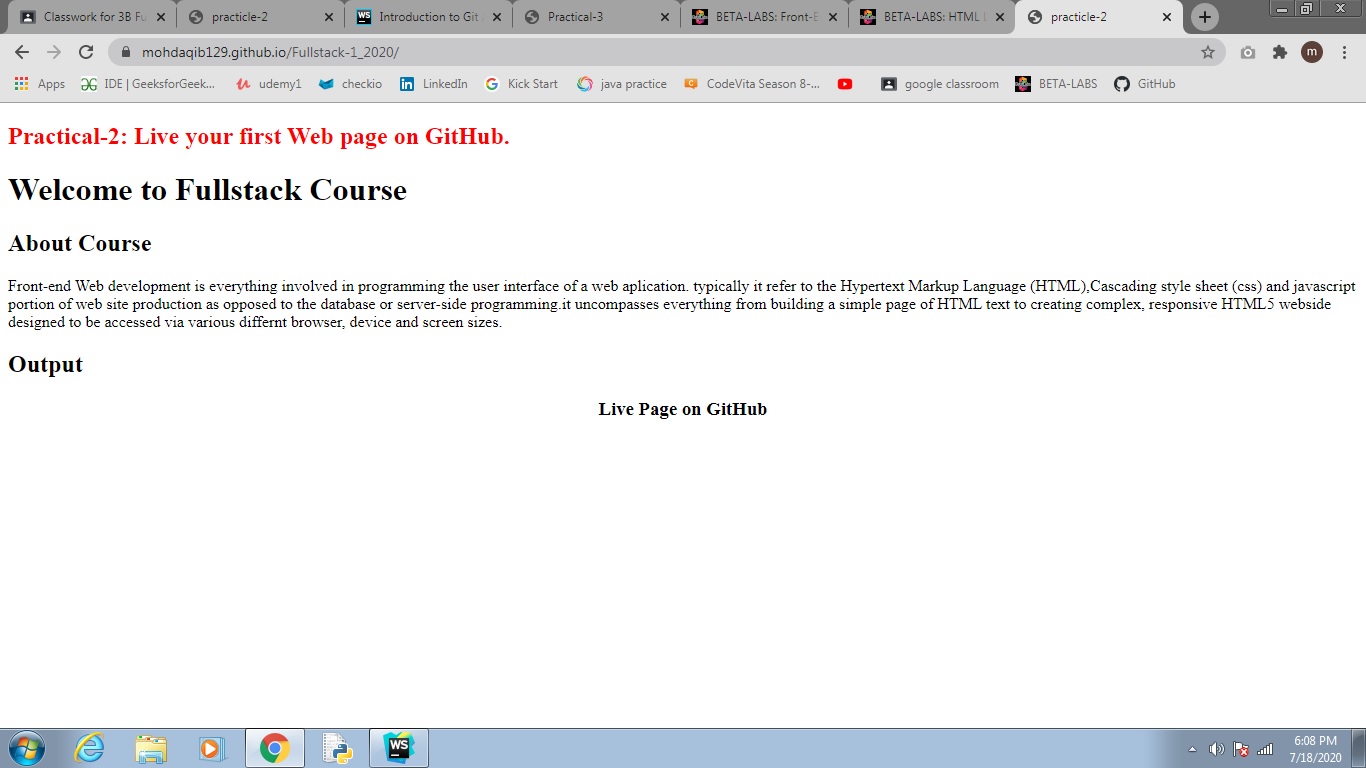 Classwork for 3B Fu
practicle-2
Introduction to Git
Practical-3
BETA-LABS: Front-E
BETA-LABS: HTML L
practicle-2
mohdaqib129.github.io/Fullstack-1_2020/
m
Apps
IDE | GeeksforGeek...
udemy1
checkio
LinkedIn
Kick Start
java practice
CodeVita Season 8-...
google classroom
BETA-LABS
GitHub
Practical-2: Live your first Web page on GitHub.
Welcome to Fullstack Course
About Course
Front-end Web development is everything involved in programming the user interface of a web aplication. typically it refer to the Hypertext Markup Language (HTML),Cascading style sheet (css) and javascript
portion of web site production as opposed to the database or server-side programming.it uncompasses everything from building a simple page of HTML text to creating complex, responsive HTML5 webside
designed to be accessed via various differnt browser, device and screen sizes.
Output
Live Page on GitHub
WS
6:08 PM
7/18/2020